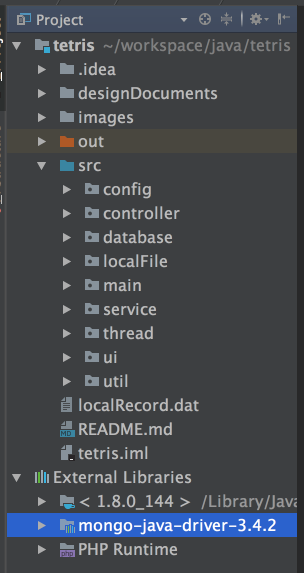 Project
tetris ~/workspace/java/tetris
.idea
designDocuments
images
out
src
config
controller
database
localFile
main
service
thread
ui
util
localRecord.dat
README.md
tetris.iml
External Libraries
< 1.8.0_144 > /Library/Java
mongo-java-driver-3.4.2
PHP Runtime